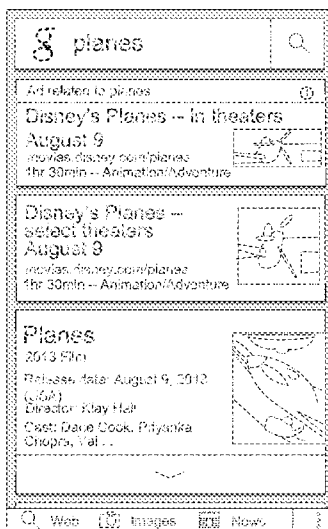 g planes
Ad related to planes
Disney's Planes -- In theaters
August 9
movies.disney.com/planes
1hr 30min -- Animation/Adventure
Disney's Planes --
select theaters
August 9
movies.disney.com/planes
1hr 30min -- Animation/Adventure
Planes
2013 Film
Release date: August 9, 2013
(USA)
Director: Klay Hall
Cast: Dane Cook, Priyanka
Chopra, Val ...
Web Images News